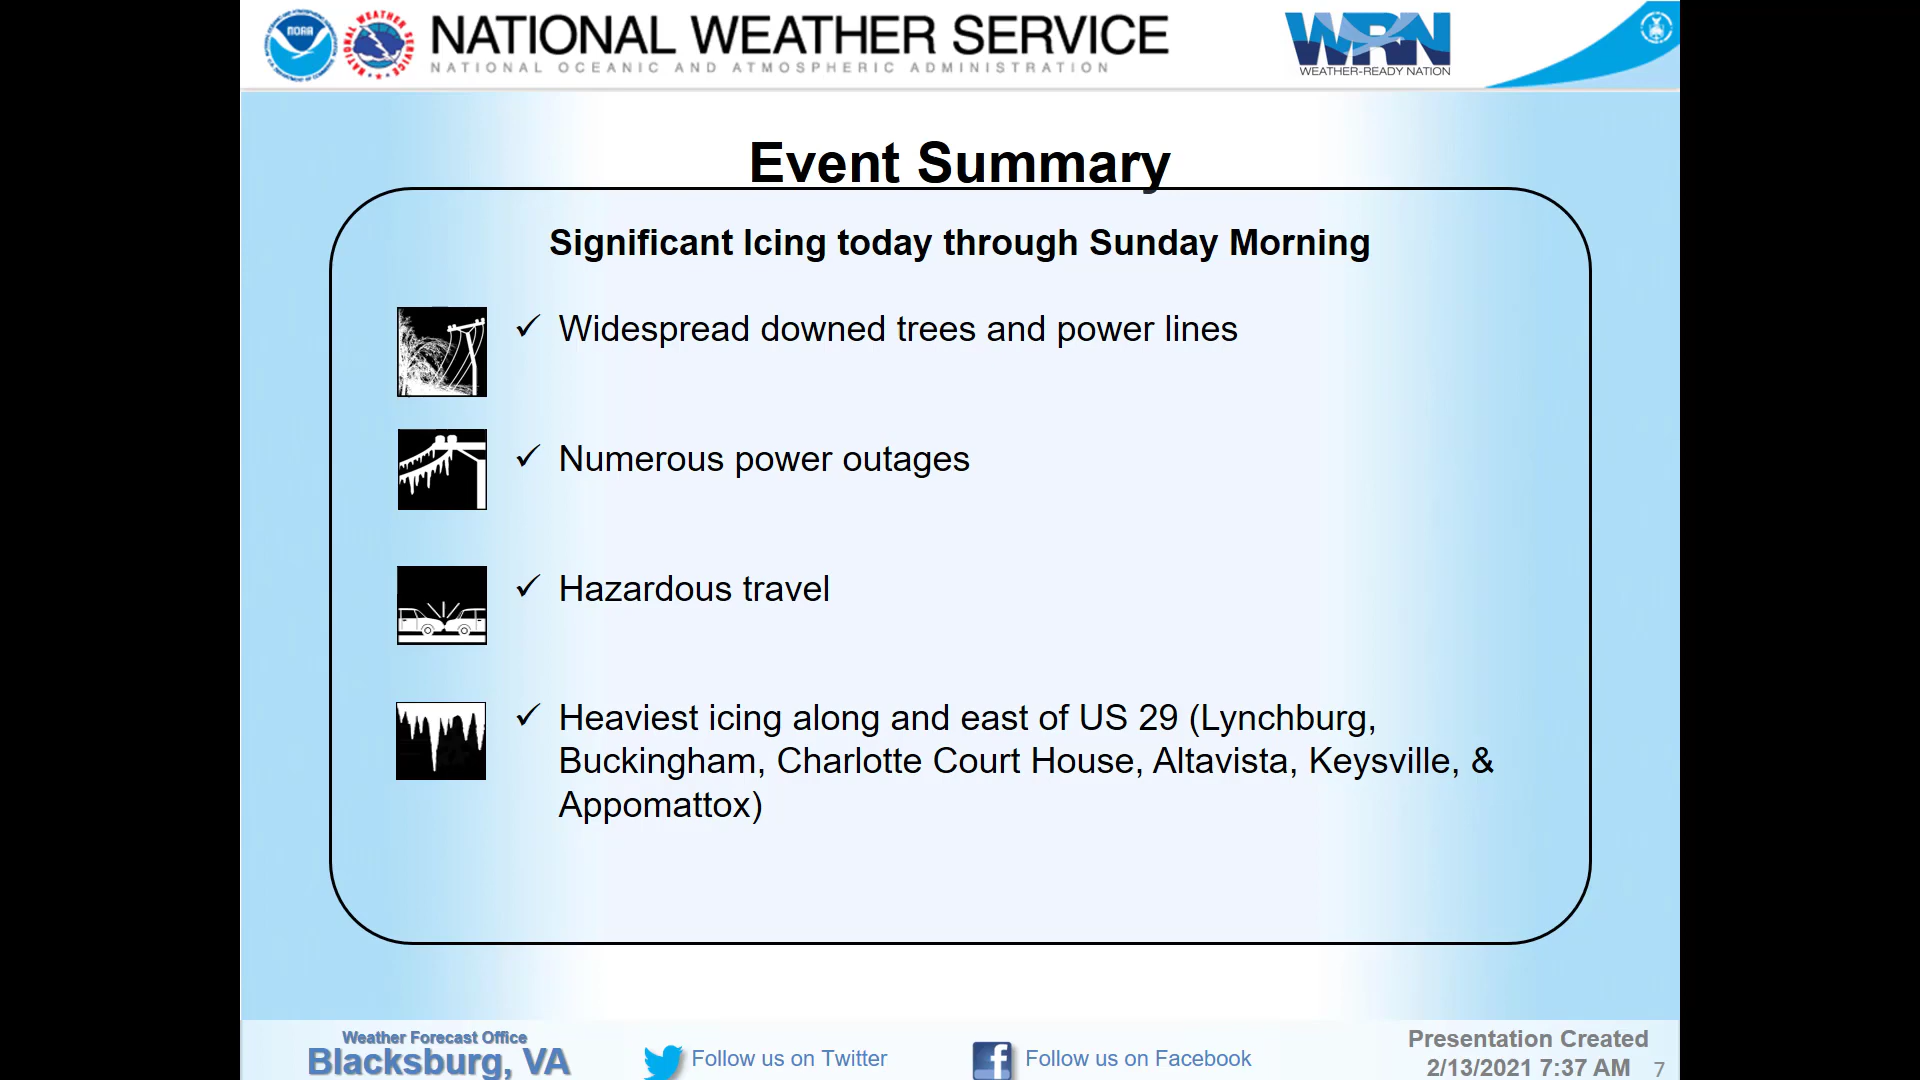 NOAA
NATIONAL WEATHER SERVICE
NATIONAL OCEANIC AND ATMOSPHERIC ADMINISTRATION
WRN
WEATHER-READY NATION
Event Summary
Significant Icing today through Sunday Morning
✓ Widespread downed trees and power lines
✓ Numerous power outages
✓ Hazardous travel
✓ Heaviest icing along and east of US 29 (Lynchburg,
Buckingham, Charlotte Court House, Altavista, Keysville, &
Appomattox)
Weather Forecast Office
Blacksburg, VA
Follow us on Twitter
Follow us on Facebook
Presentation Created
2/13/2021 7:37 AM
7